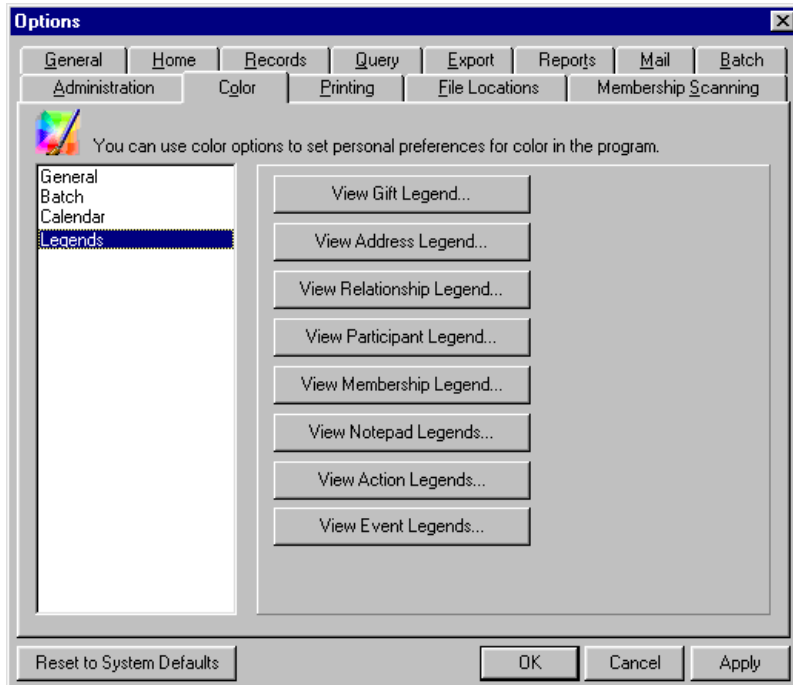 Options
General Home Records Query Export Reports Mail Batch
Administration Color Printing File Locations Membership Scanning
You can use color options to set personal preferences for color in the program.
General
Batch
Calendar
Legends
View Gift Legend...
View Address Legend...
View Relationship Legend...
View Participant Legend...
View Membership Legend...
View Notepad Legends...
View Action Legends...
View Event Legends...
Reset to System Defaults OK Cancel Apply